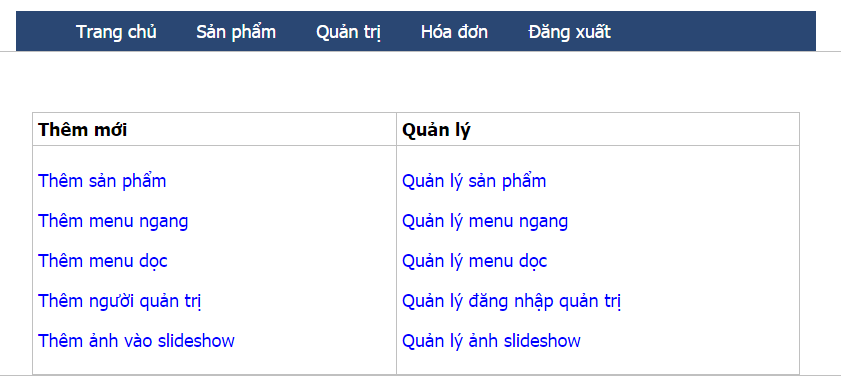 Trang chủ Sản phẩm Quản trị Hóa đơn Đăng xuất
Thêm mới Quản lý
Thêm sản phẩm Quản lý sản phẩm
Thêm menu ngang Quản lý menu ngang
Thêm menu dọc Quản lý menu dọc
Thêm người quản trị Quản lý đăng nhập quản trị
Thêm ảnh vào slideshow Quản lý ảnh slideshow